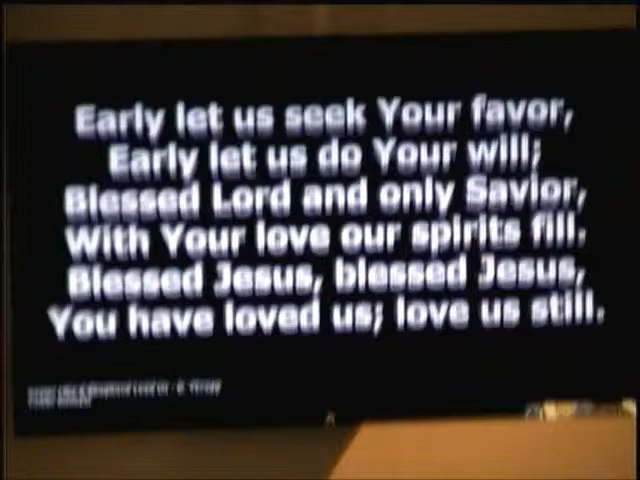 Early let us seek Your favor,
Early let us do Your will;
Blessed Lord and only Savior,
With Your love our spirits fill.
Blessed Jesus, blessed Jesus,
You have loved us; love us still.